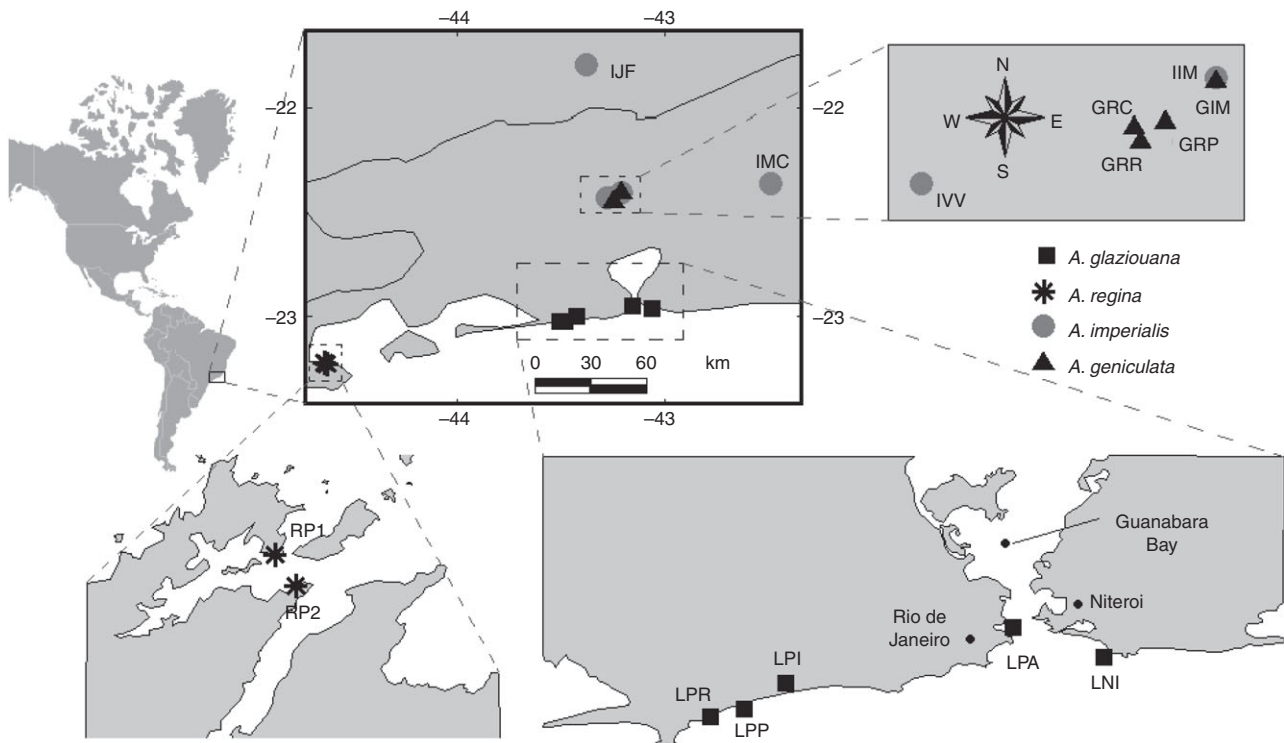 –44
–43
IJF
–22
IMC
–23
0
30
60
km
–44
–43
–22
–23
N
W
E
S
IIM
GIM
GRC
GRP
GRR
IVV
A. glaziouana
A. regina
A. imperialis
A. geniculata
RP1
RP2
Guanabara
Bay
Niteroi
Rio de
Janeiro
LPA
LNI
LPI
LPR
LPP